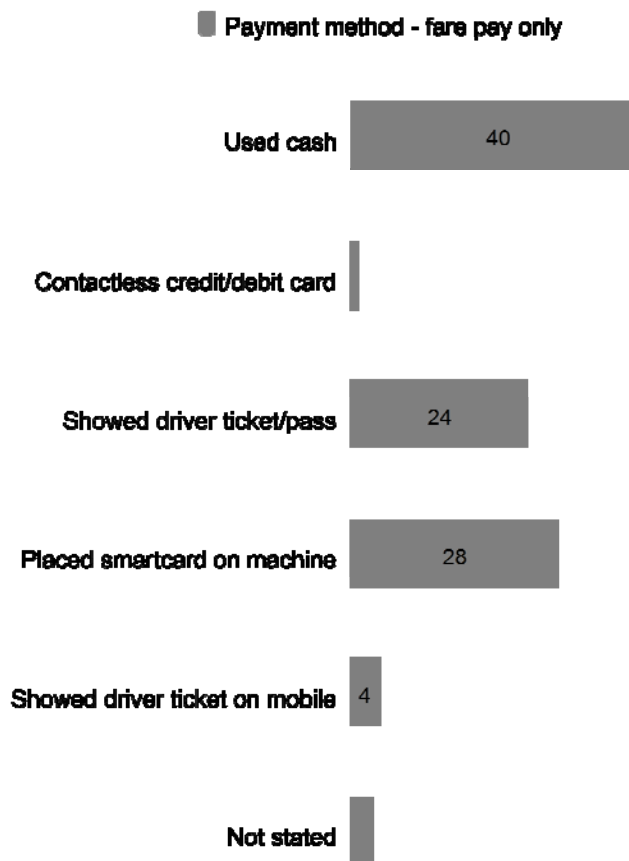 Payment method - fare pay only
Used cash 40
Contactless credit/debit card
Showed driver ticket/pass 24
Placed smartcard on machine 28
Showed driver ticket on mobile 4
Not stated